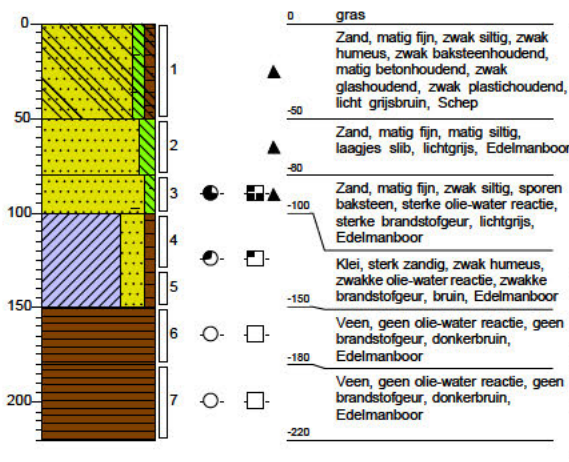 0
50
100
150
200
1
2
3
4
5
6
7
0 gras
Zand, matig fijn, zwak siltig, zwak
humeus, zwak baksteenhoudend,
matig betonhoudend, zwak
glashoudend, zwak plastichoudend,
licht grijsbruin, Schep
-50
Zand, matig fijn, matig siltig,
laagjes slib, lichtgrijs, Edelmanboor
-80
Zand, matig fijn, zwak siltig, sporen
baksteen, sterke olie-water reactie,
sterke brandstofgeur, lichtgrijs,
Edelmanboor
-100
Klei, sterk zandig, zwak humeus,
zwakke olie-water reactie, zwakke
brandstofgeur, bruin, Edelmanboor
-150
Veen, geen olie-water reactie, geen
brandstofgeur, donkerbruin,
Edelmanboor
-180
Veen, geen olie-water reactie, geen
brandstofgeur, donkerbruin,
Edelmanboor
-220